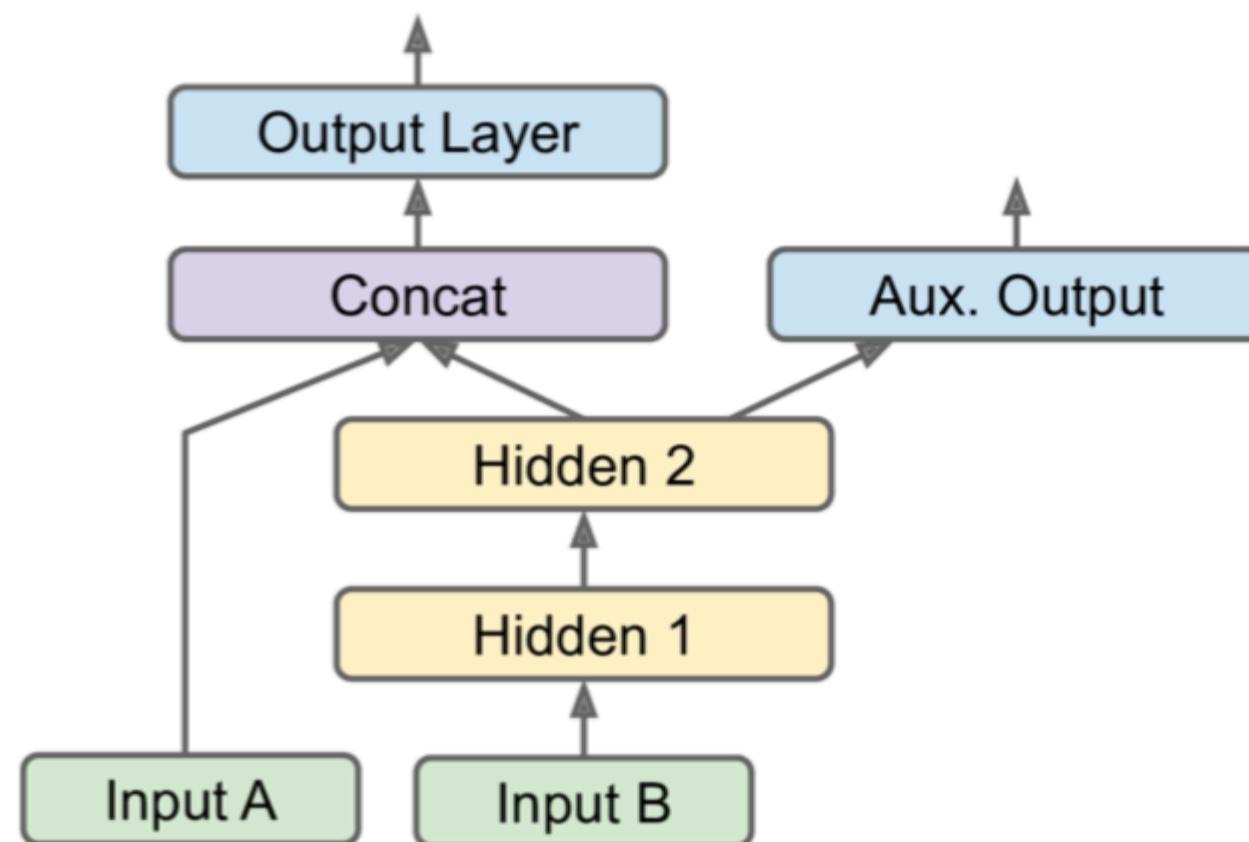 Output Layer
Concat
Aux. Output
Hidden 2
Hidden 1
Input A
Input B